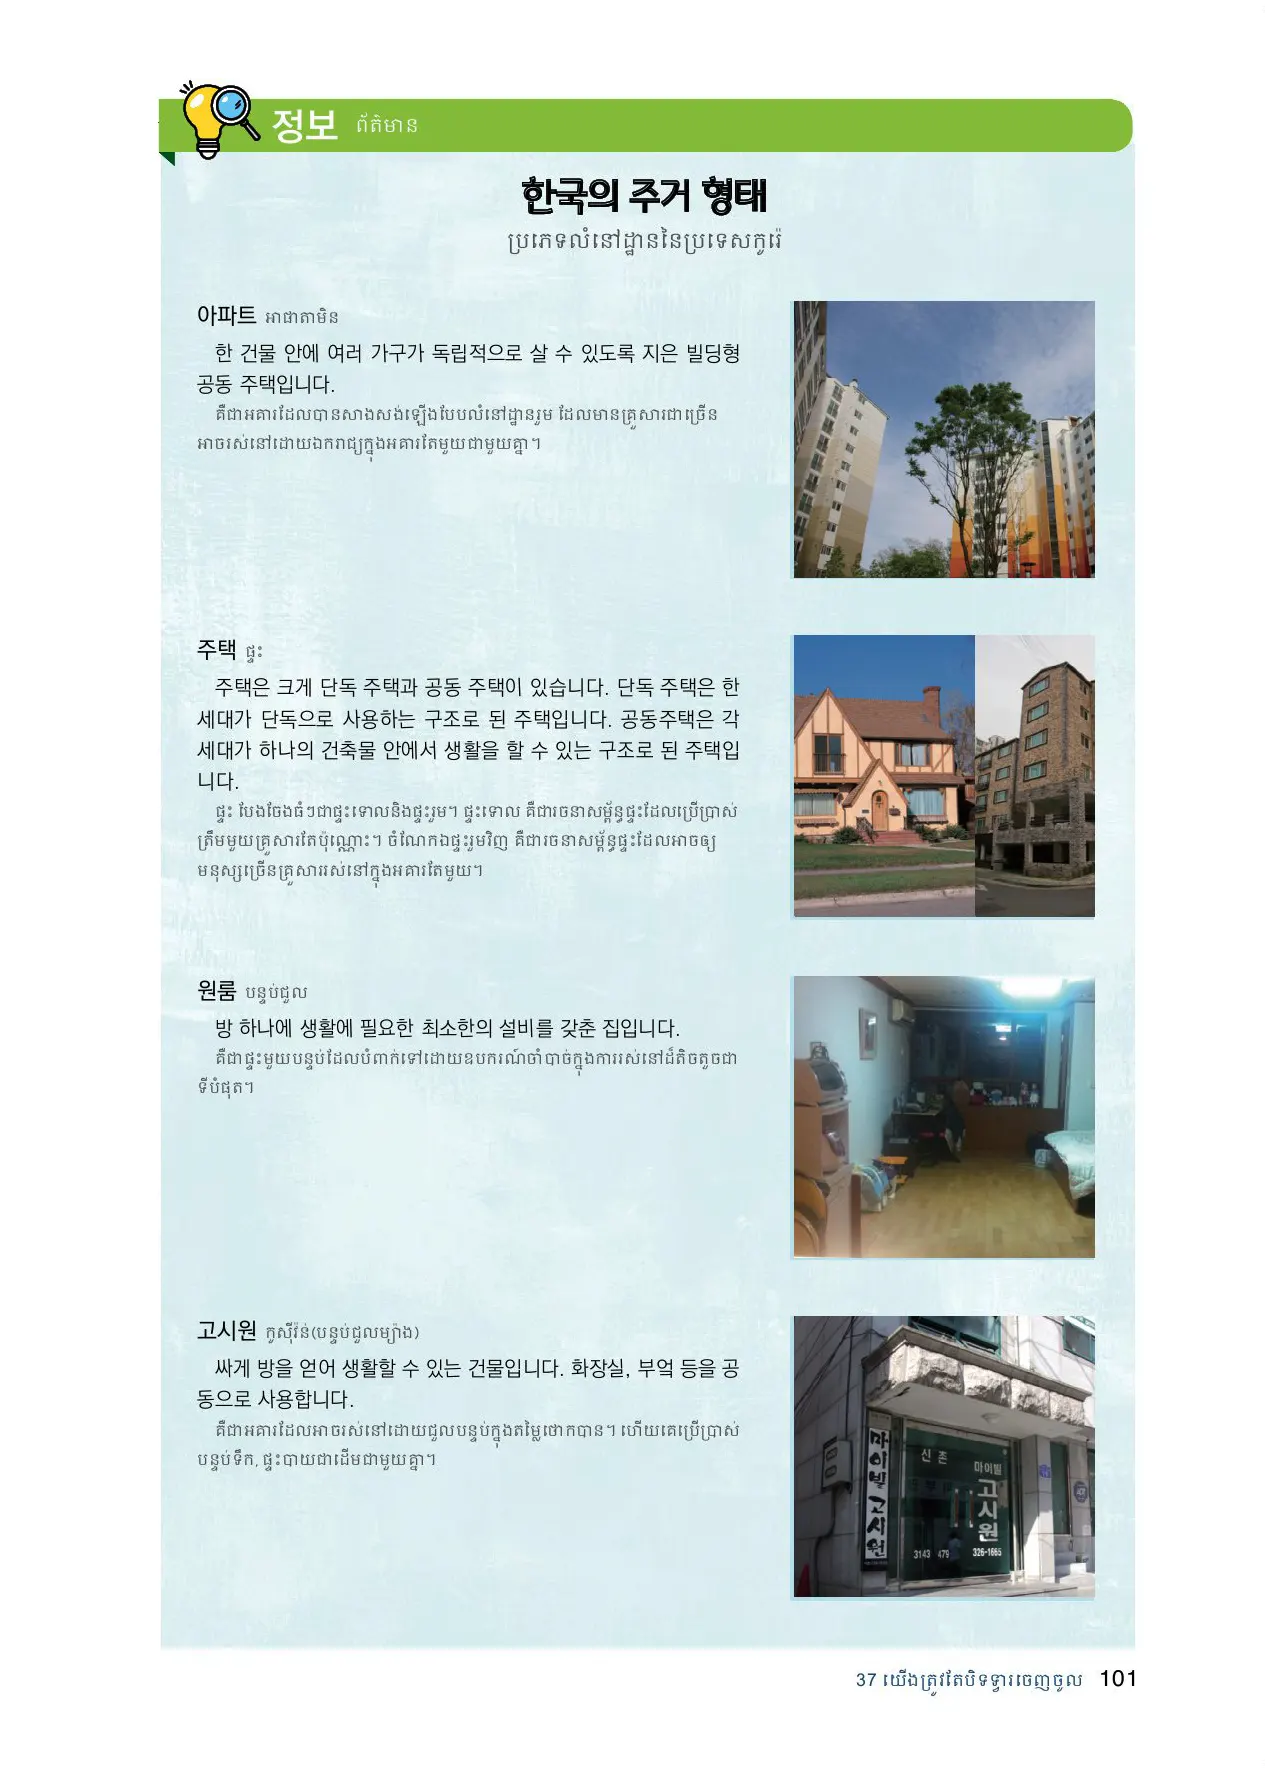 정보 ព័ត៌មាន
한국의 주거 형태
ប្រភេទលំនៅដ្ឋាននៃប្រទេសកូរ៉េ
아파트 អាផាតាមិន
한 건물 안에 여러 가구가 독립적으로 살 수 있도록 지은 빌딩형
공동 주택입니다.
គឺជាអគារដែលបានសាងសង់ឡើងបែបលំនៅដ្ឋានរួម ដែលមានគ្រួសារជាច្រើន
អាចរស់នៅដោយឯករាជ្យក្នុងអគារតែមួយជាមួយគ្នា។
주택 ផ្ទះ
주택은 크게 단독 주택과 공동 주택이 있습니다. 단독 주택은 한
세대가 단독으로 사용하는 구조로 된 주택입니다. 공동주택은 각
세대가 하나의 건축물 안에서 생활을 할 수 있는 구조로 된 주택입
니다.
ផ្ទះ បែងចែងធំៗជាផ្ទះទោលនិងផ្ទះរួម។ ផ្ទះទោល គឺជារចនាសម្ព័ន្ធផ្ទះដែលប្រើប្រាស់
ត្រឹមមួយគ្រួសារតែប៉ុណ្ណោះ។ ចំណែកឯផ្ទះរួមវិញ គឺជារចនាសម្ព័ន្ធផ្ទះដែលអាចឲ្យ
មនុស្សច្រើនគ្រួសាររស់នៅក្នុងអគារតែមួយ។
원룸 បន្ទប់ជួល
방 하나에 생활에 필요한 최소한의 설비를 갖춘 집입니다.
គឺជាផ្ទះមួយបន្ទប់ដែលបំពាក់ទៅដោយឧបករណ៍ចាំបាច់ក្នុងការរស់នៅដ៏តិចតួចជា
ទីបំផុត។
고시원 កូស៊ីវ៉ន់(បន្ទប់ជួលម្យ៉ាង)
싸게 방을 얻어 생활할 수 있는 건물입니다. 화장실, 부엌 등을 공
동으로 사용합니다.
គឺជាអគារដែលអាចរស់នៅដោយជួលបន្ទប់ក្នុងតម្លៃថោកបាន។ ហើយគេប្រើប្រាស់
បន្ទប់ទឹក, ផ្ទះបាយជាដើមជាមួយគ្នា។
마이빌 고시원
신촌
마이빌
고시원
3143 479
326-1665
37 យើងត្រូវតែបិទទ្វារចេញចូល 101